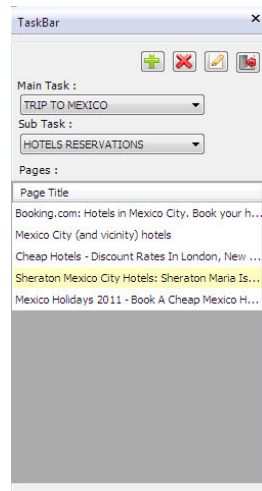 TaskBar
Main Task :
TRIP TO MEXICO
Sub Task :
HOTELS RESERVATIONS
Pages :
Page Title
Booking.com: Hotels in Mexico City. Book your h...
Mexico City (and vicinity) hotels
Cheap Hotels - Discount Rates In London, New ...
Sheraton Mexico City Hotels: Sheraton Maria Is...
Mexico Holidays 2011 - Book A Cheap Mexico H...